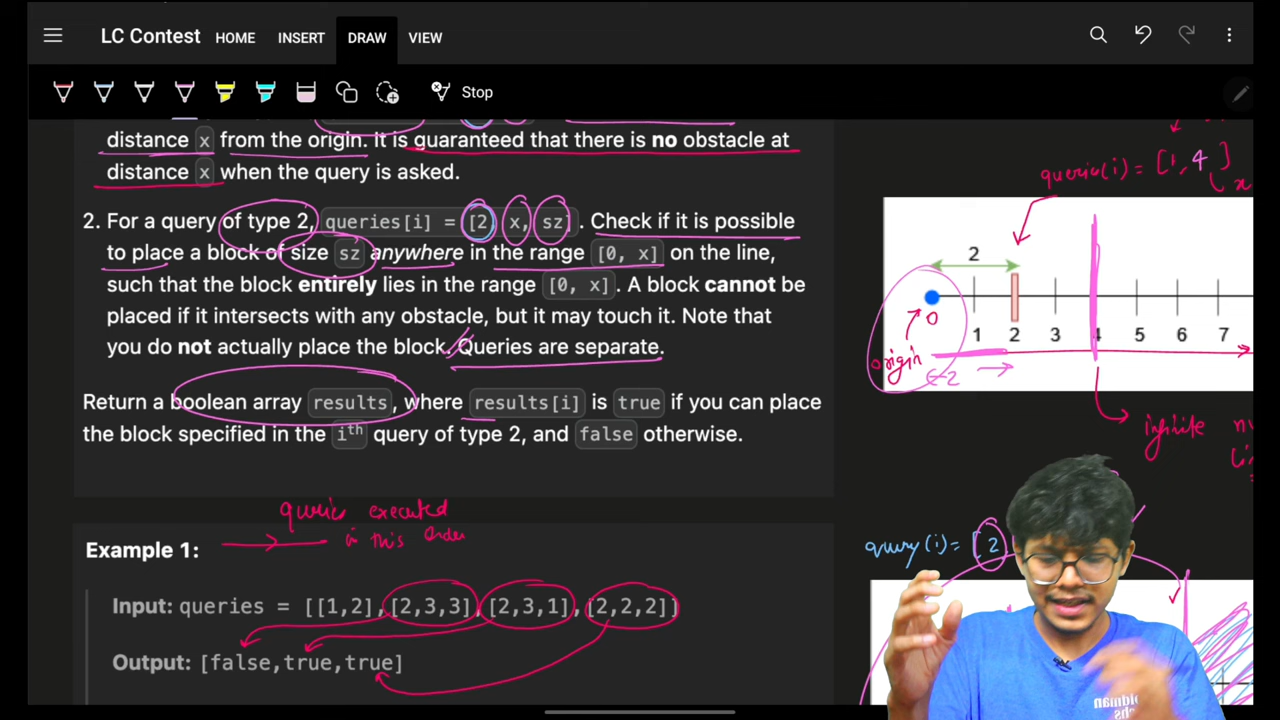 LC Contest HOME INSERT DRAW VIEW
Stop
distance x from the origin. It is guaranteed that there is no obstacle at
distance x when the query is asked.
2. For a query of type 2, queries[i] = [2, x, sz]. Check if it is possible
to place a block of size sz anywhere in the range [0, x] on the line,
such that the block entirely lies in the range [0, x]. A block cannot be
placed if it intersects with any obstacle, but it may touch it. Note that
you do not actually place the block. Queries are separate.
Return a boolean array results, where results[i] is true if you can place
the block specified in the ith query of type 2, and false otherwise.
queries executed
in this order
Example 1:
Input: queries = [[1,2],[2,3,3],[2,3,1],[2,2,2]]
Output: [false,true,true]
queries(i) = [1, 4]
x
2
0
1 2 3 4 5 6 7
origin
2
infinite
query(i) = [2